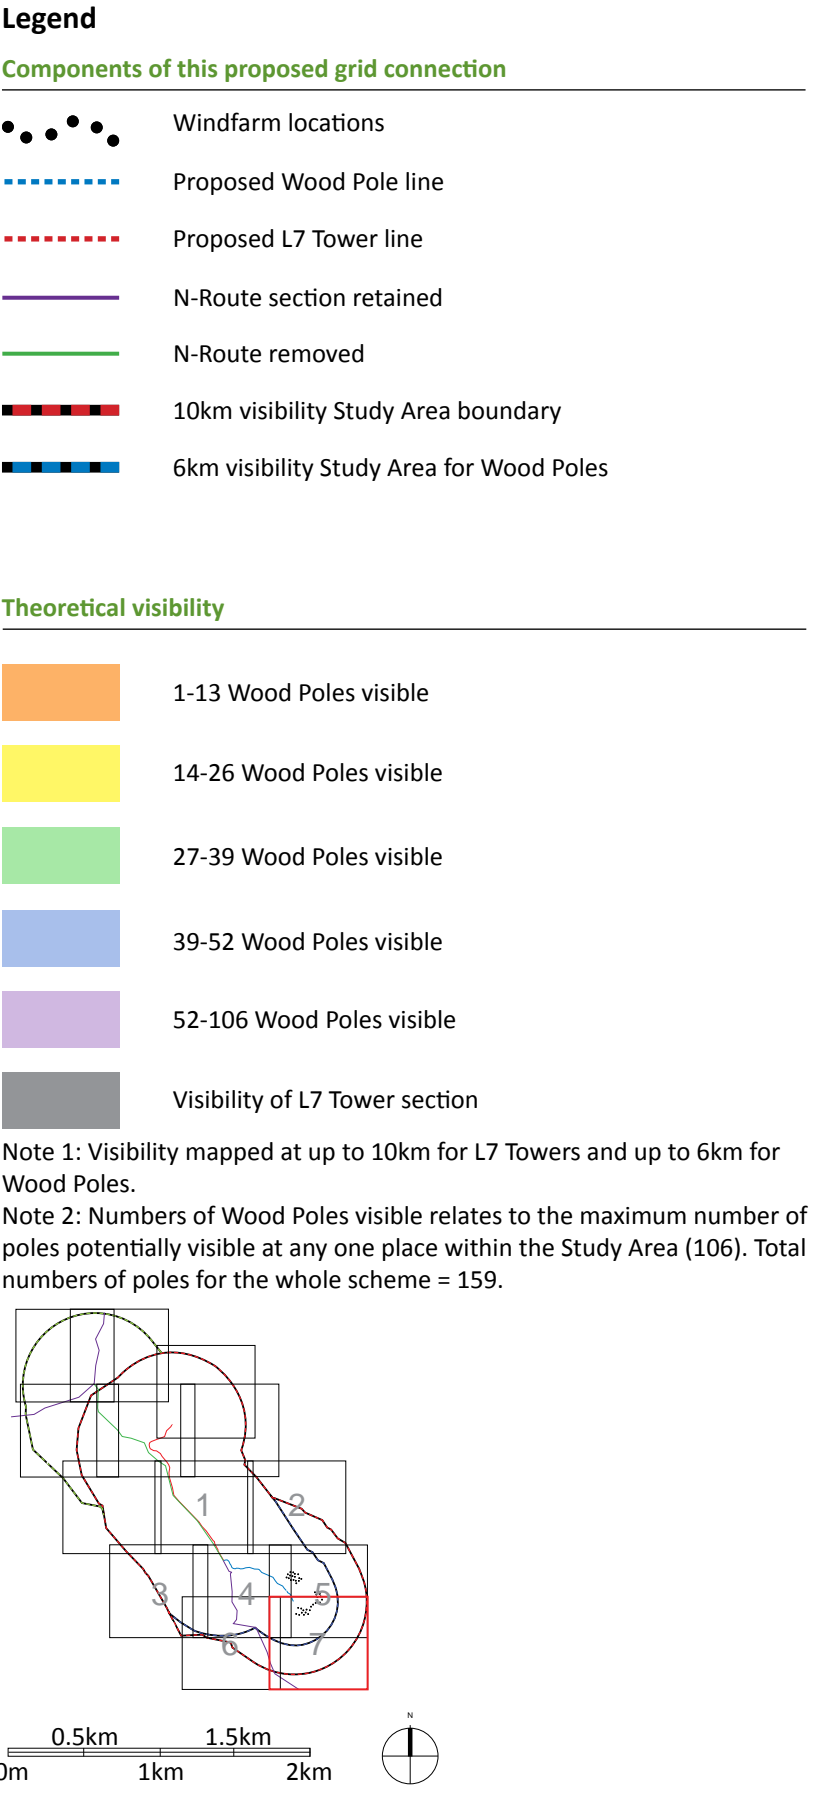 Legend
Components of this proposed grid connection
Windfarm locations
Proposed Wood Pole line
Proposed L7 Tower line
N-Route section retained
N-Route removed
10km visibility Study Area boundary
6km visibility Study Area for Wood Poles
Theoretical visibility
1-13 Wood Poles visible
14-26 Wood Poles visible
27-39 Wood Poles visible
39-52 Wood Poles visible
52-106 Wood Poles visible
Visibility of L7 Tower section
Note 1: Visibility mapped at up to 10km for L7 Towers and up to 6km for
Wood Poles.
Note 2: Numbers of Wood Poles visible relates to the maximum number of
poles potentially visible at any one place within the Study Area (106). Total
numbers of poles for the whole scheme = 159.
1
2
3
4
5
6
7
N
0.5km 1.5km
0m 1km 2km